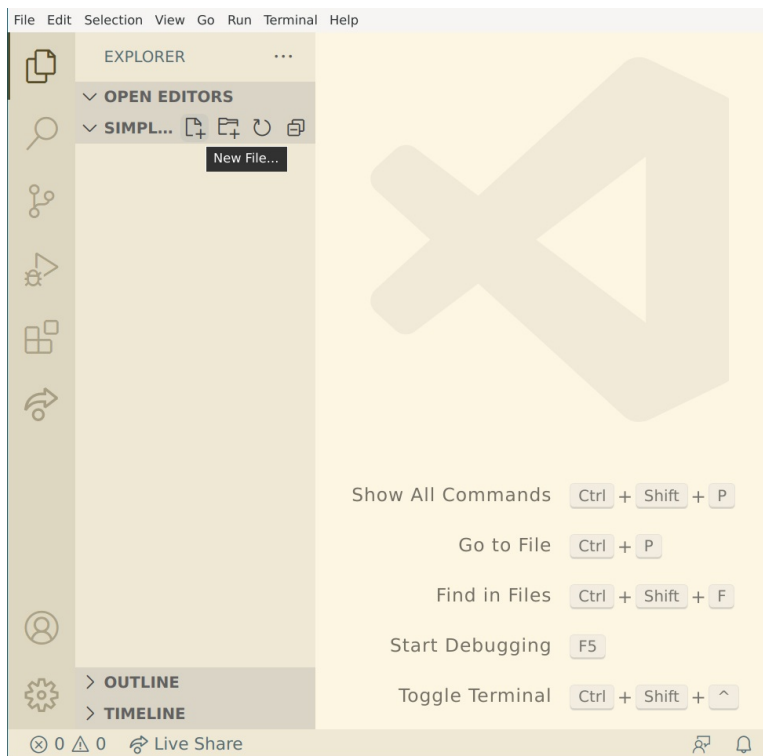 File Edit Selection View Go Run Terminal Help
EXPLORER ...
OPEN EDITORS
SIMPL...
New File...
Show All Commands Ctrl + Shift + P
Go to File Ctrl + P
Find in Files Ctrl + Shift + F
Start Debugging F5
Toggle Terminal Ctrl + Shift + ^
OUTLINE
TIMELINE
0 0 Live Share